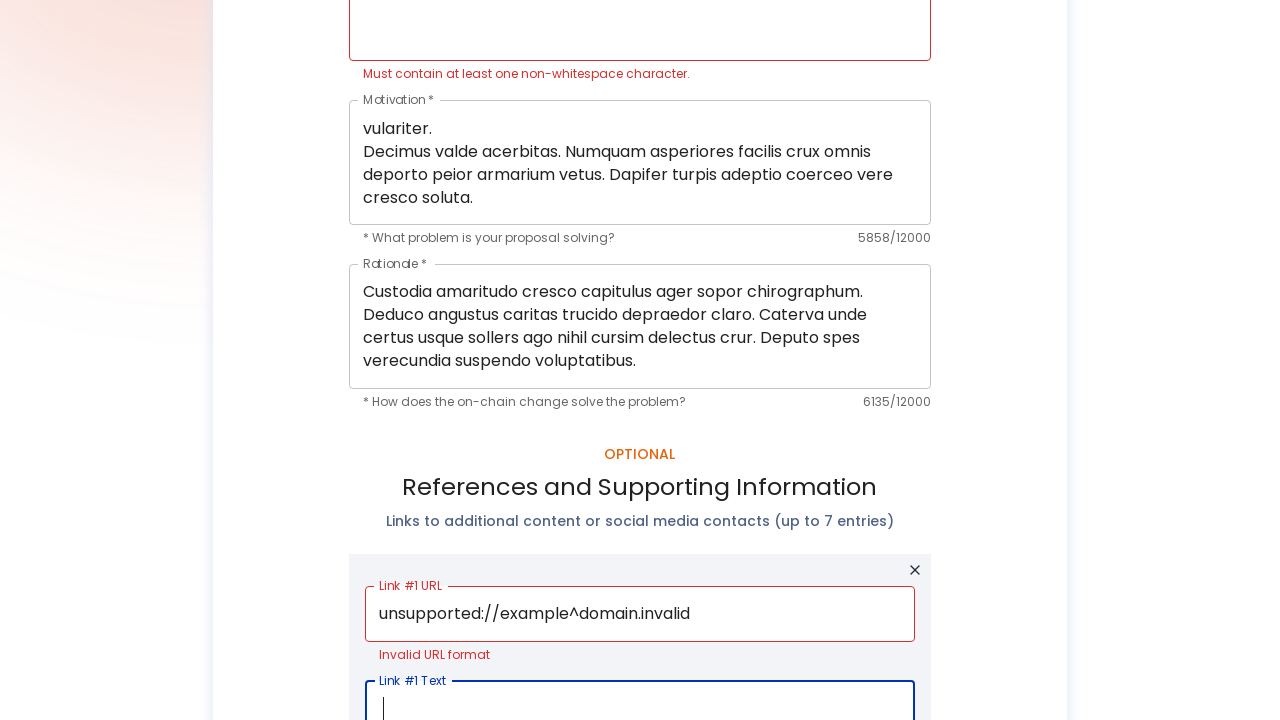 Must contain at least one non-whitespace character.
Motivation *
vulariter.
Decimus valde acerbitas. Numquam asperiores facilis crux omnis
deporto peior armarium vetus. Dapifer turpis adeptio coerceo vere
cresco soluta.
* What problem is your proposal solving? 5858/12000
Rationale *
Custodia amaritudo cresco capitulus ager sopor chirographum.
Deduco angustus caritas trucido depraedor claro. Caterva unde
certus usque sollers ago nihil cursim delectus crur. Deputo spes
verecundia suspendo voluptatibus.
* How does the on-chain change solve the problem? 6135/12000
OPTIONAL
References and Supporting Information
Links to additional content or social media contacts (up to 7 entries)
Link #1 URL
unsupported://example^domain.invalid
Invalid URL format
Link #1 Text